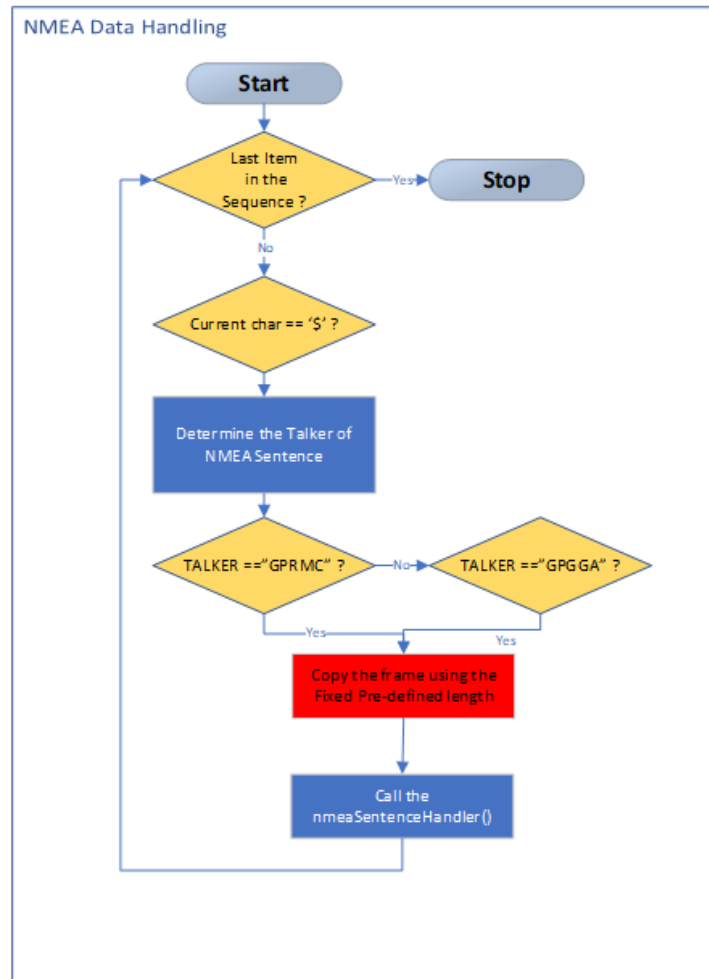 NMEA Data Handling
Start
Last Item
in the
Sequence ?
Yes
Stop
No
Current char == ‘$’ ?
Determine the Talker of
NMEA Sentence
TALKER ==”GPRMC” ?
No
TALKER ==”GPGGA” ?
Yes
Yes
Copy the frame using the
Fixed Pre-defined length
Call the
nmeaSentenceHandler()